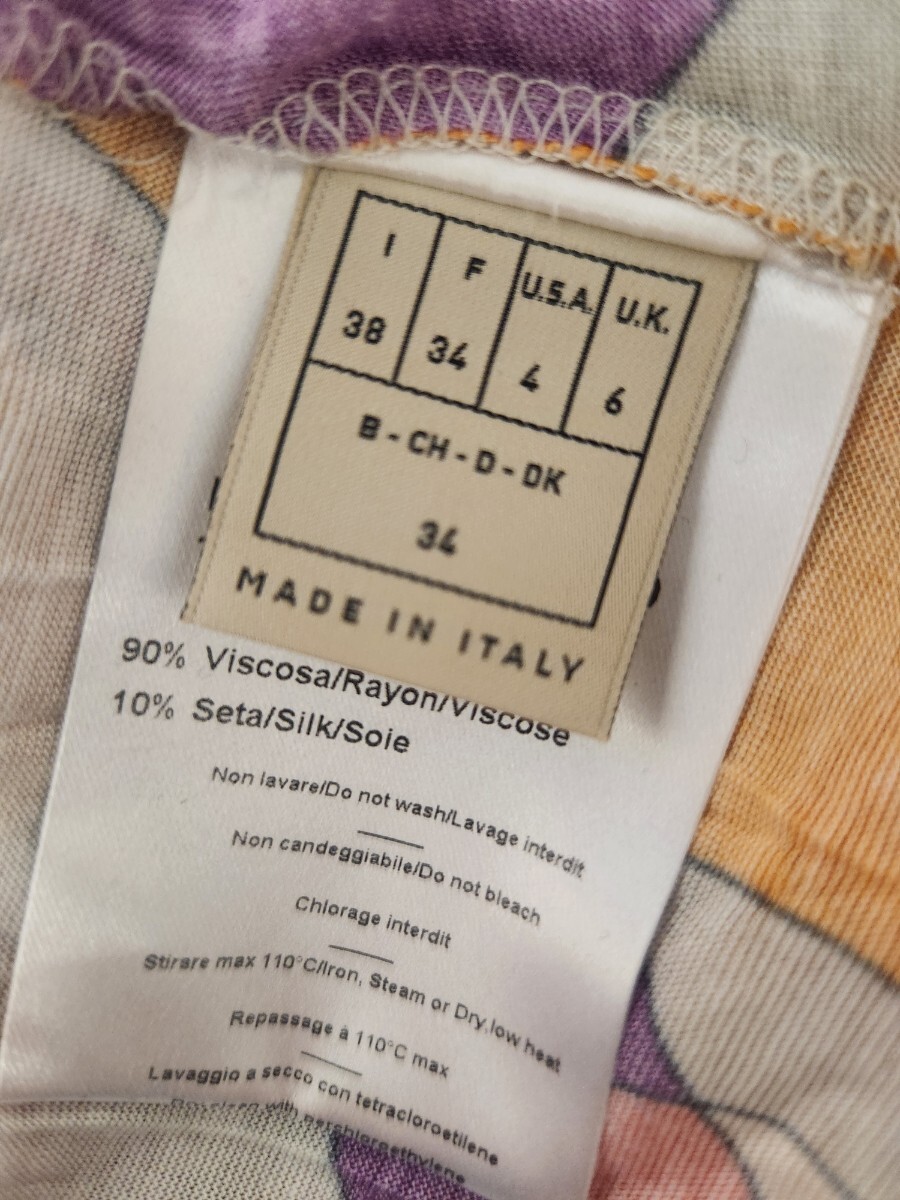 I F U.S.A. U.K.
38 34 4 6
B - CH - D - DK
34
MADE IN ITALY
90% Viscosa/Rayon/Viscose
10% Seta/Silk/Soie
Non lavare/Do not wash/Lavage interdit
Non candeggiabile/Do not bleach
Chlorage interdit
Stirare max 110°C/Iron, Steam or Dry,low heat
Repassage à 110°C max
Lavaggio a secco con tetracloroetilene
with perchloroethylene